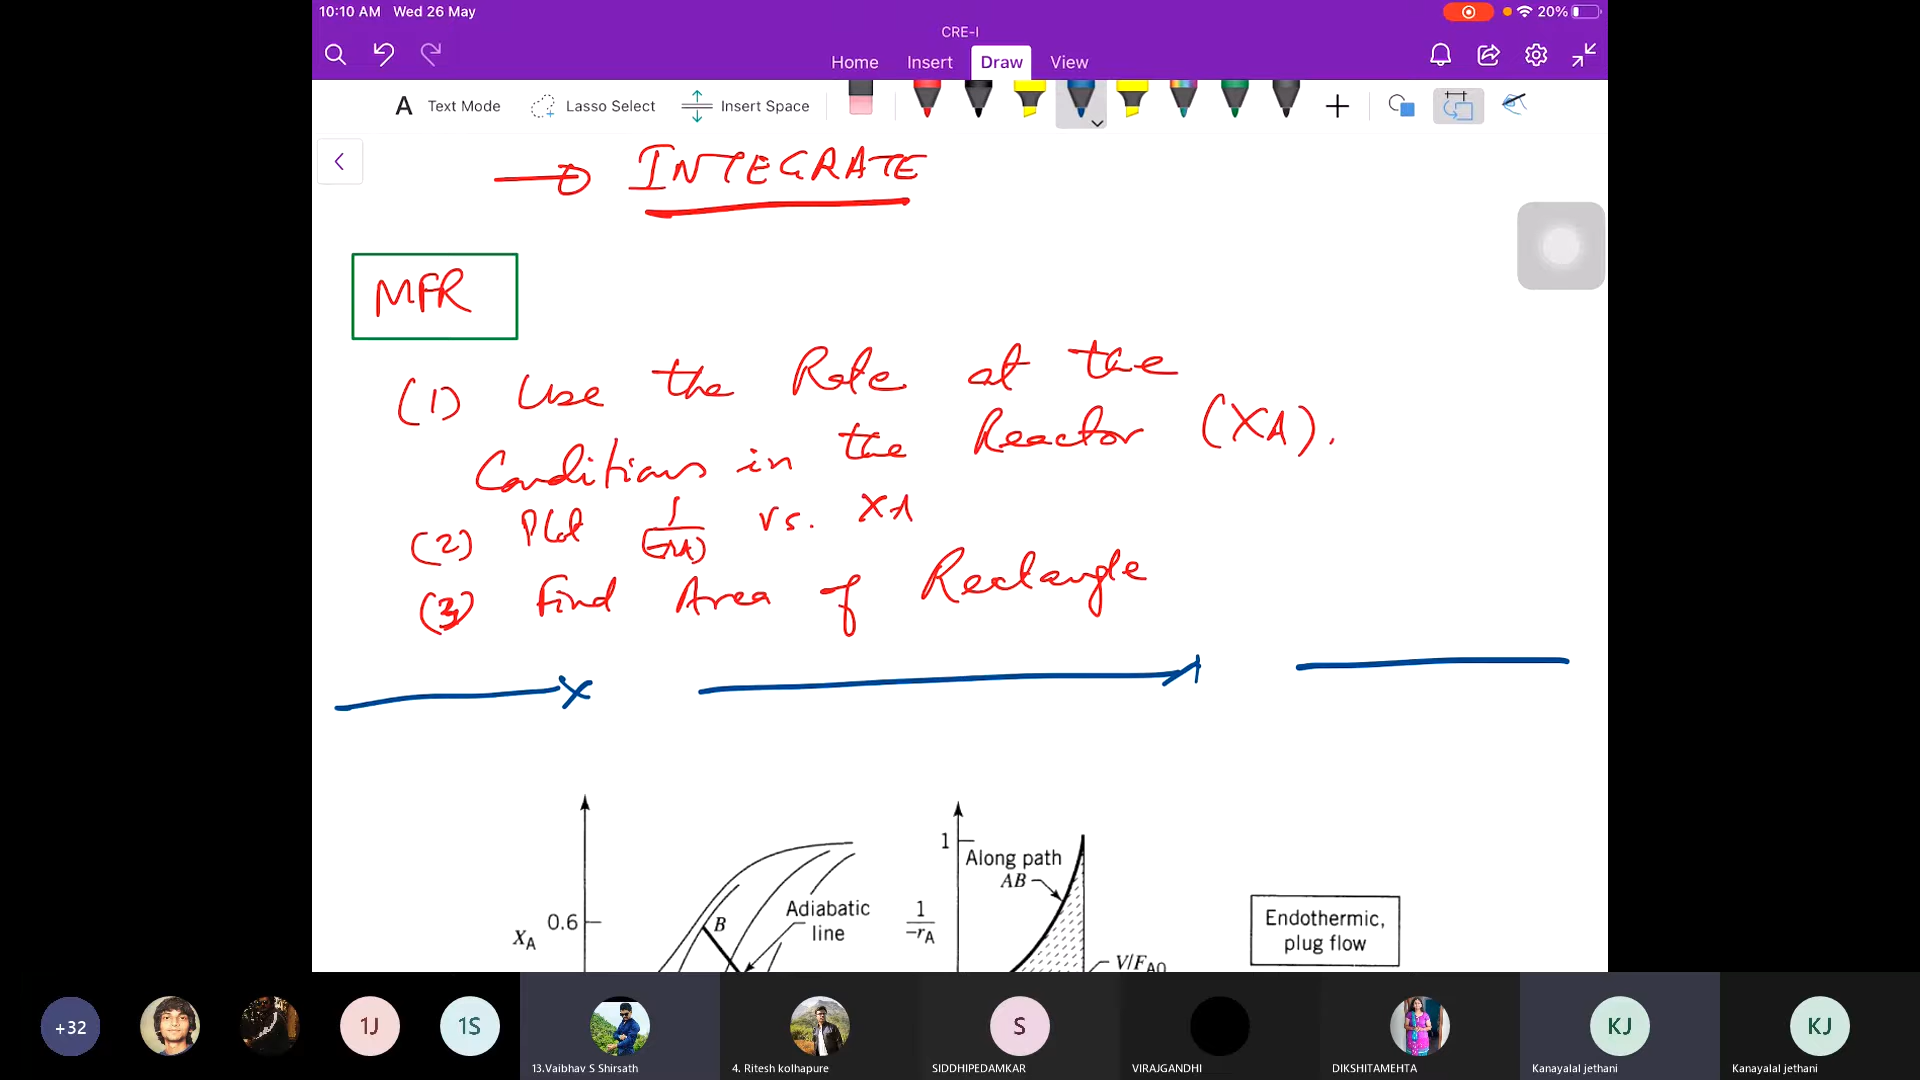 10:10 AM Wed 26 May
20%
CRE-I
Home Insert Draw View
A Text Mode Lasso Select Insert Space
INTEGRATE
MFR
(1) Use the Rate at the
Conditions in the Reactor (XA).
(2) Plot 1/(-rA) vs. XA
(3) Find Area of Rectangle
1
Along path
AB
Adiabatic
line
1
-rA
0.6
XA
B
Endothermic,
plug flow
V/FA0
+32
1J
1S
S
KJ
KJ
13.Vaibhav S Shirsath
4. Ritesh kolhapure
SIDDHIPEDAMKAR
VIRAJGANDHI
DIKSHITAMEHTA
Kanayalal jethani
Kanayalal jethani